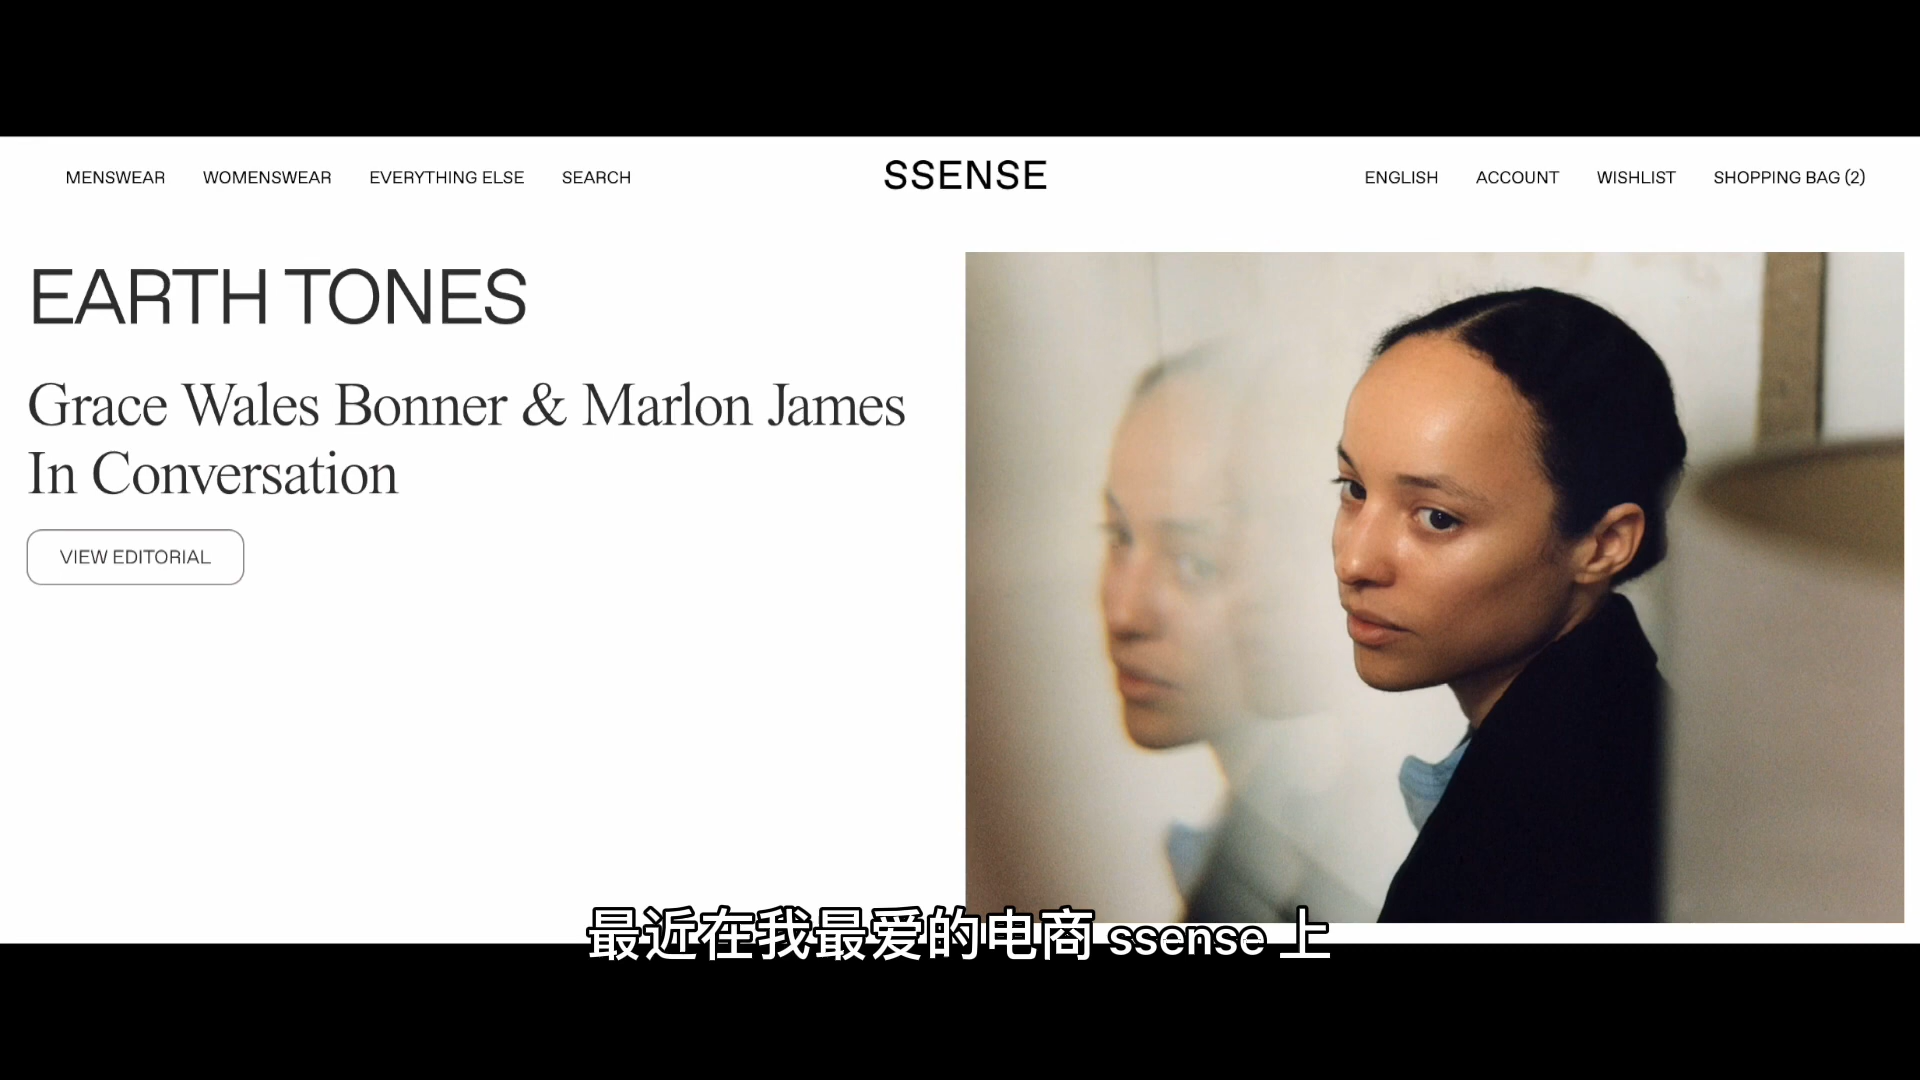 MENSWEAR WOMENSWEAR EVERYTHING ELSE SEARCH SSENSE ENGLISH ACCOUNT WISHLIST SHOPPING BAG (2)
EARTH TONES
Grace Wales Bonner & Marlon James
In Conversation
VIEW EDITORIAL
最近在我最爱的电商 ssense 上